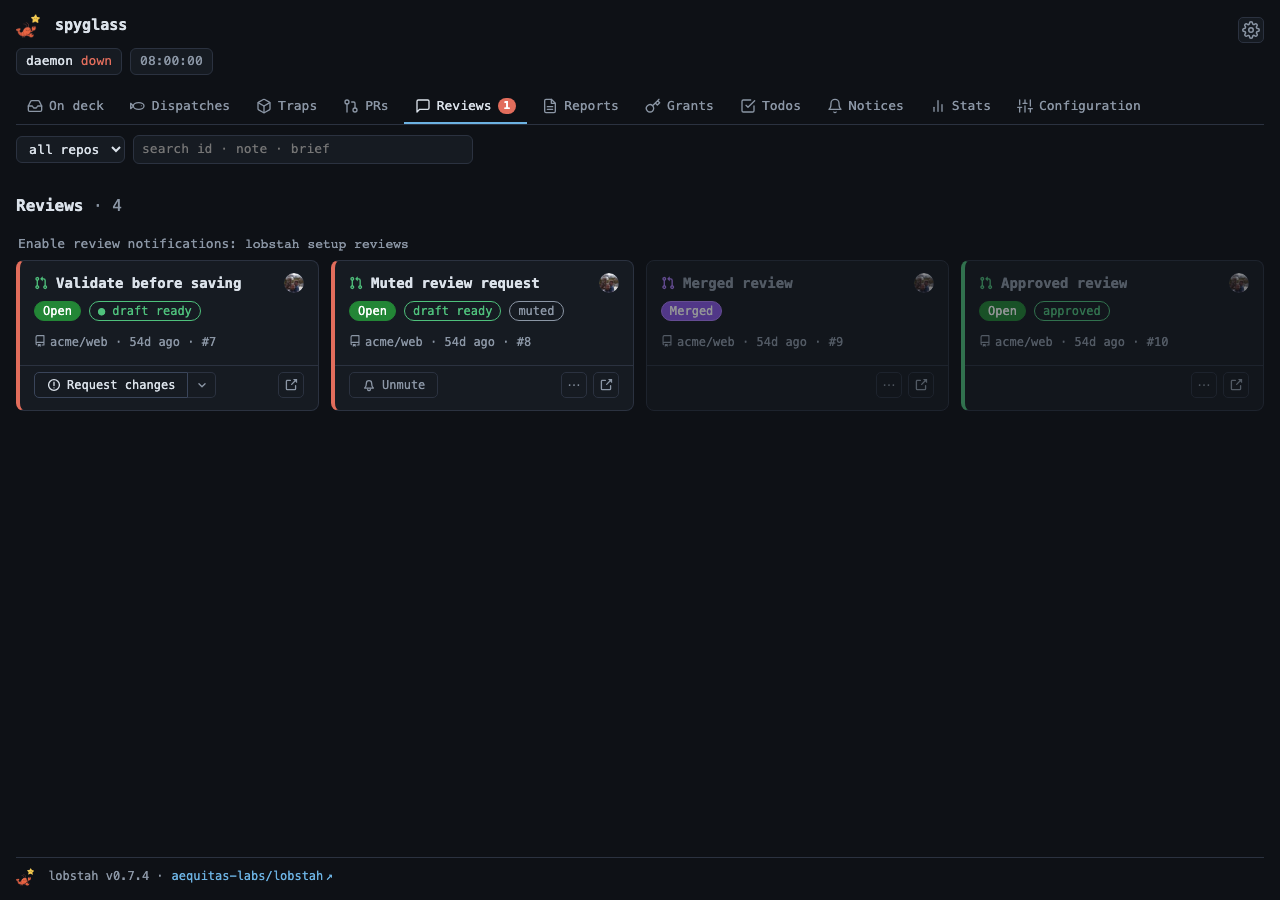 spyglass
daemon down 08:00:00
On deck Dispatches Traps PRs Reviews 1 Reports Grants Todos Notices Stats Configuration
all repos search id · note · brief
Reviews · 4
Enable review notifications: lobstah setup reviews
Validate before saving
Open draft ready
acme/web · 54d ago · #7
Request changes
Muted review request
Open draft ready muted
acme/web · 54d ago · #8
Unmute
Merged review
Merged
acme/web · 54d ago · #9
Approved review
Open approved
acme/web · 54d ago · #10
lobstah v0.7.4 · aequitas-labs/lobstah↗